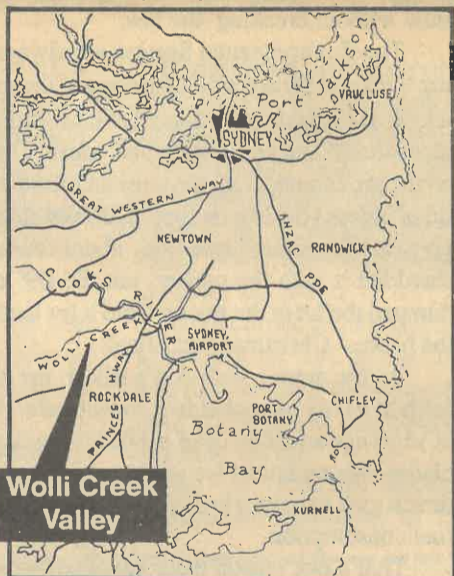 Port Jackson
VAUCLUSE
SYDNEY
GREAT WESTERN H'WAY
ANZAC PDE
NEWTOWN
RANDWICK
COOKS RIVER
WOLLI CREEK
SYDNEY AIRPORT
PRINCES H'WAY
ROCKDALE
PORT BOTANY
CHIFLEY
Botany Bay
Wolli Creek
Valley
KURNELL